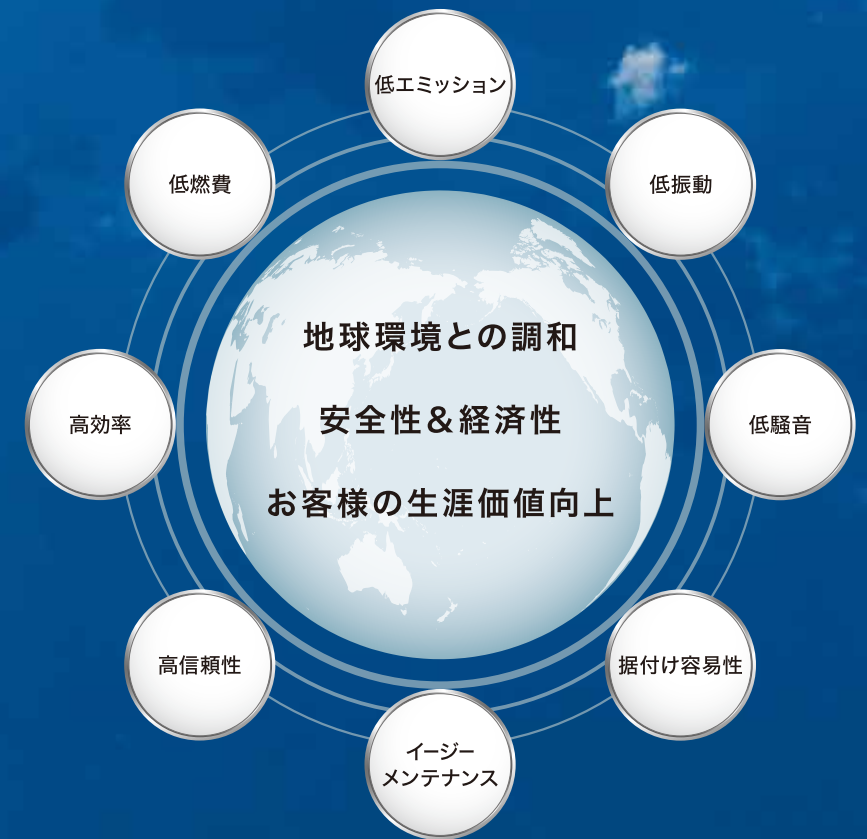 低エミッション
低燃費
低振動
地球環境との調和
安全性&経済性
お客様の生涯価値向上
高効率
低騒音
高信頼性
据付け容易性
イージー
メンテナンス